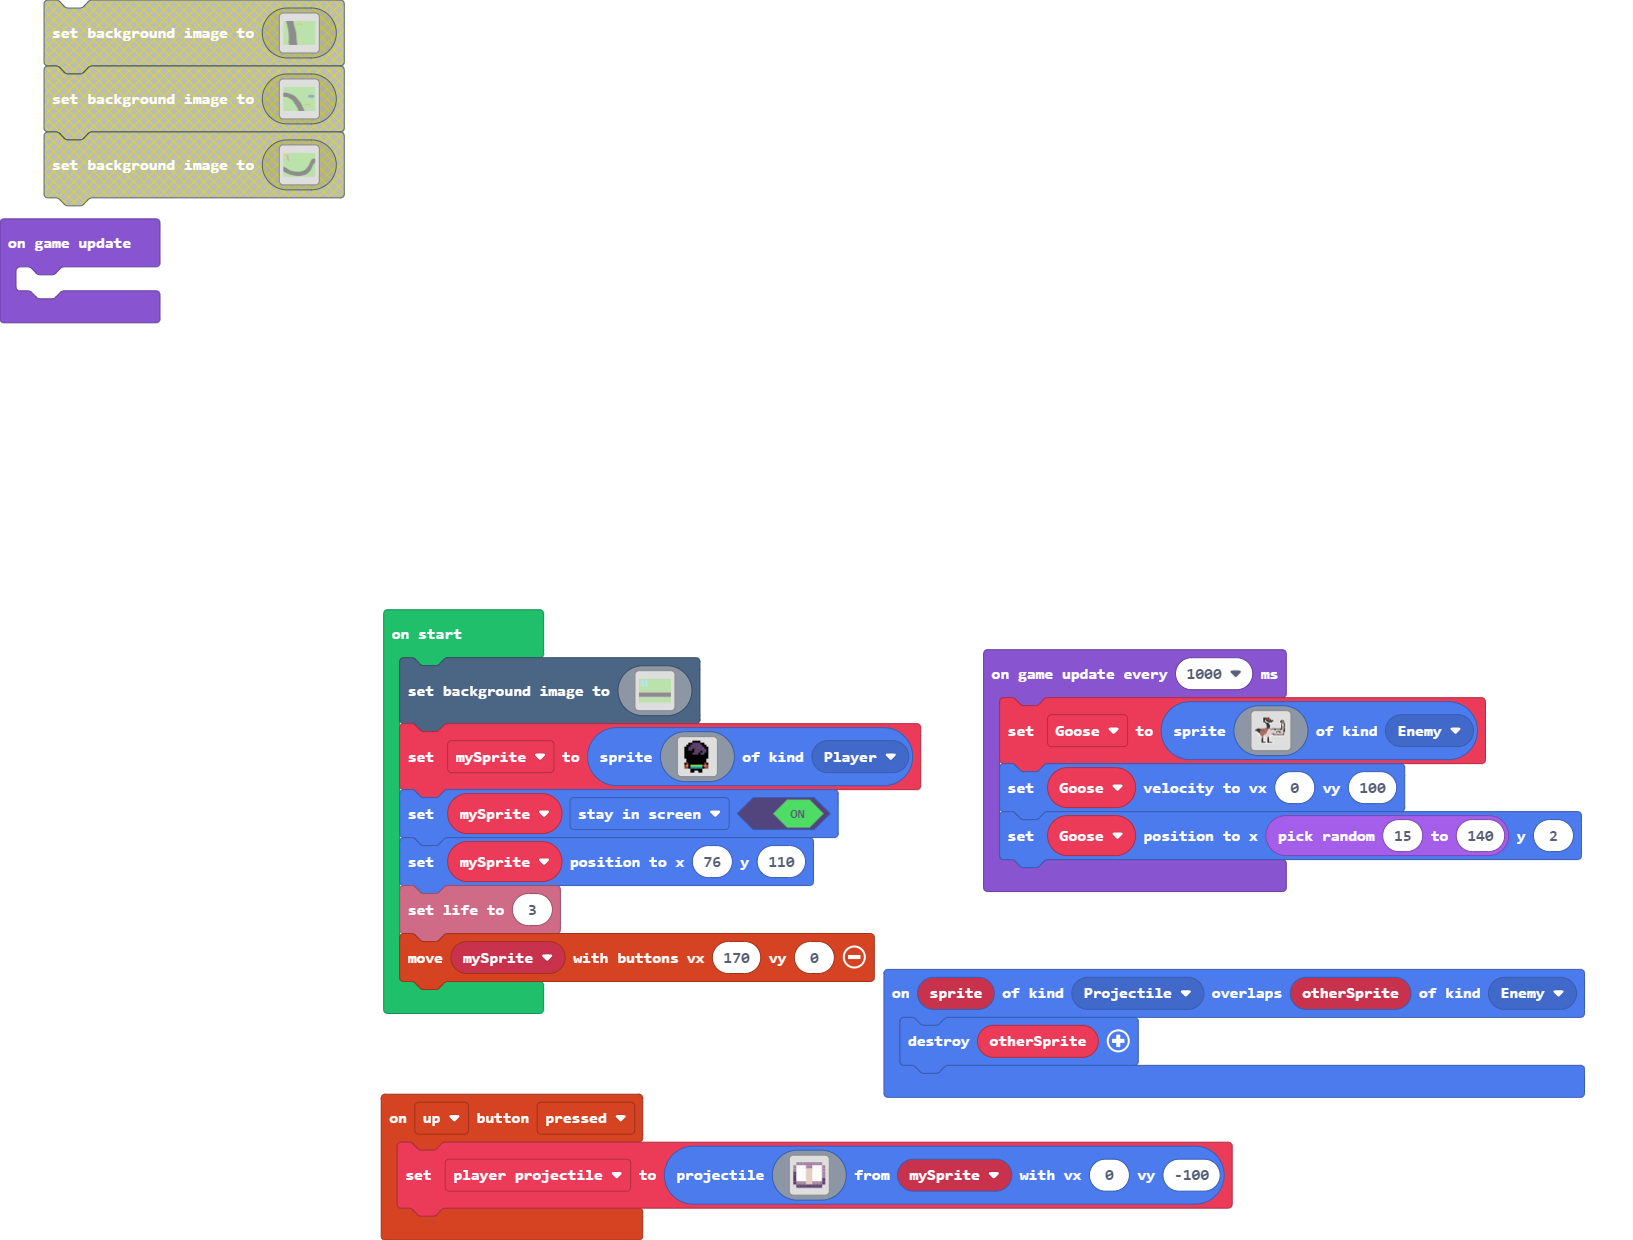 set background image to
set background image to
set background image to
on game update
on start
set background image to
set mySprite to sprite of kind Player
set mySprite stay in screen ON
set mySprite position to x 76 y 110
set life to 3
move mySprite with buttons vx 170 vy 0
on game update every 1000 ms
set Goose to sprite of kind Enemy
set Goose velocity to vx 0 vy 100
set Goose position to x pick random 15 to 140 y 2
on sprite of kind Projectile overlaps otherSprite of kind Enemy
destroy otherSprite
on up button pressed
set player projectile to projectile from mySprite with vx 0 vy -100